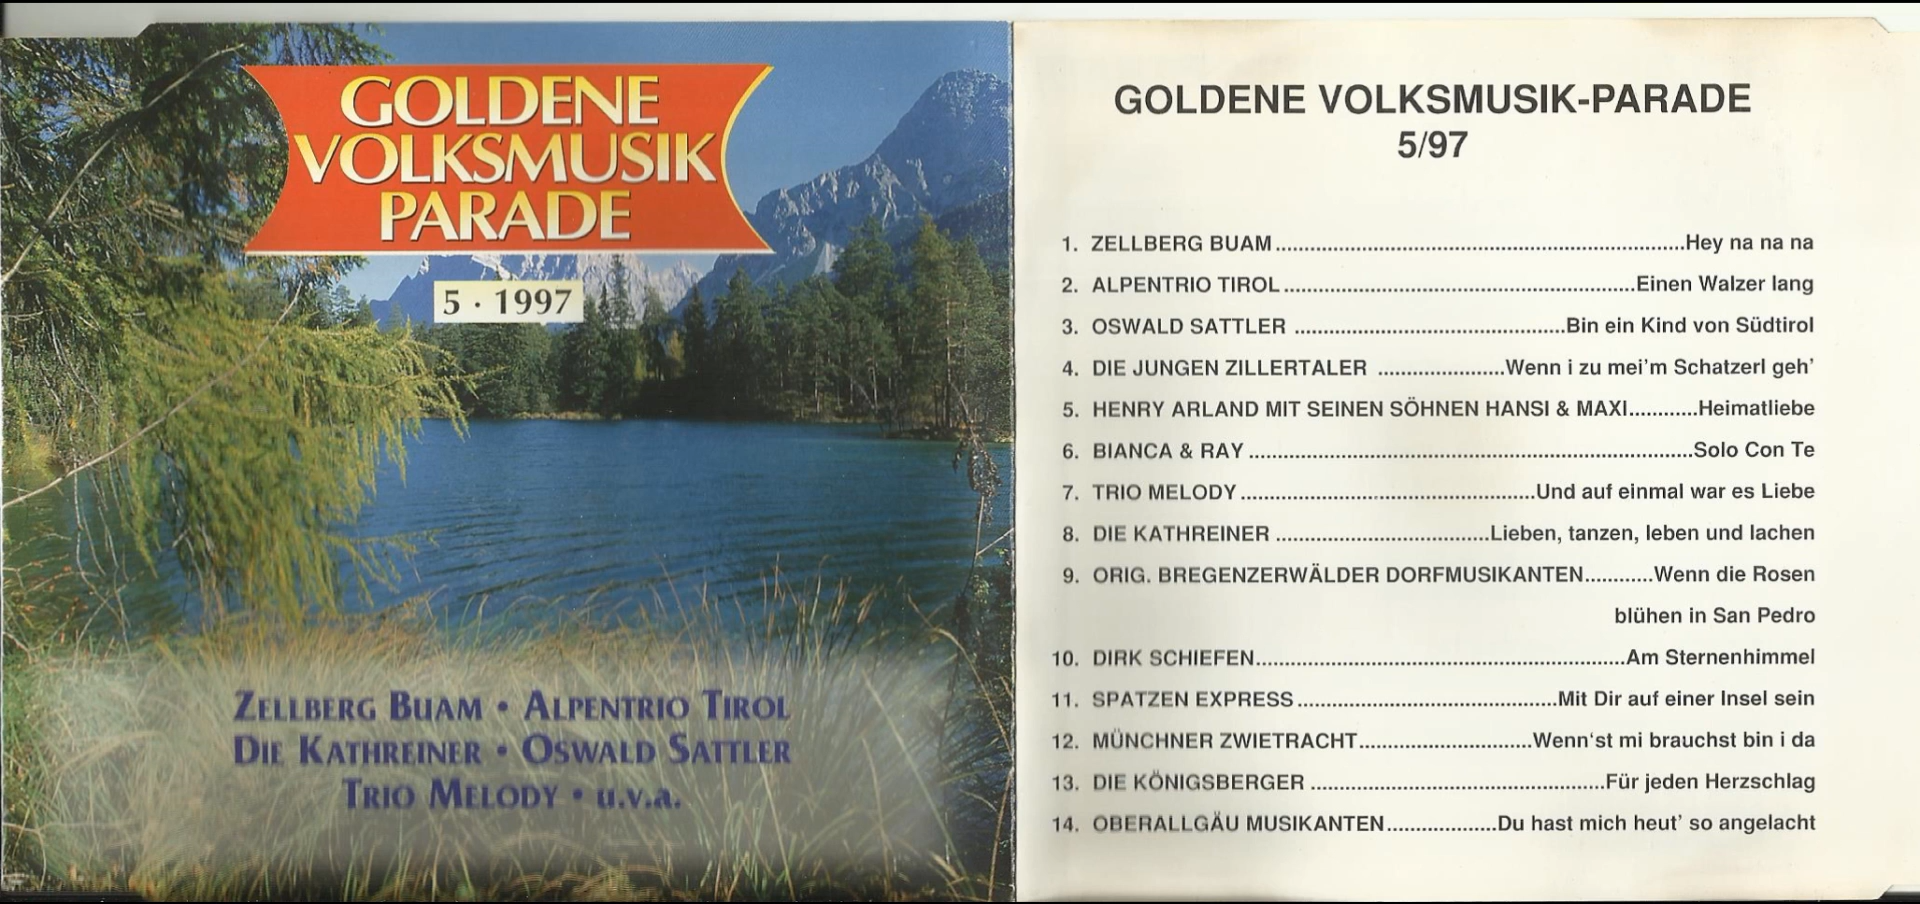 GOLDENE
VOLKSMUSIK
PARADE
5 · 1997
ZELLBERG BUAM • ALPENTRIO TIROL
DIE KATHREINER • OSWALD SATTLER
TRIO MELODY • u.v.a.
GOLDENE VOLKSMUSIK-PARADE
5/97
1. ZELLBERG BUAM ........ Hey na na na
2. ALPENTRIO TIROL ........ Einen Walzer lang
3. OSWALD SATTLER ........ Bin ein Kind von Südtirol
4. DIE JUNGEN ZILLERTALER ........ Wenn i zu mei'm Schatzerl geh'
5. HENRY ARLAND MIT SEINEN SÖHNEN HANSI & MAXI ........ Heimatliebe
6. BIANCA & RAY ........ Solo Con Te
7. TRIO MELODY ........ Und auf einmal war es Liebe
8. DIE KATHREINER ........ Lieben, tanzen, leben und lachen
9. ORIG. BREGENZERWÄLDER DORFMUSIKANTEN ........ Wenn die Rosen
blühen in San Pedro
10. DIRK SCHIEFEN ........ Am Sternenhimmel
11. SPATZEN EXPRESS ........ Mit Dir auf einer Insel sein
12. MÜNCHNER ZWIETRACHT ........ Wenn'st mi brauchst bin i da
13. DIE KÖNIGSBERGER ........ Für jeden Herzschlag
14. OBERALLGÄU MUSIKANTEN ........ Du hast mich heut' so angelacht